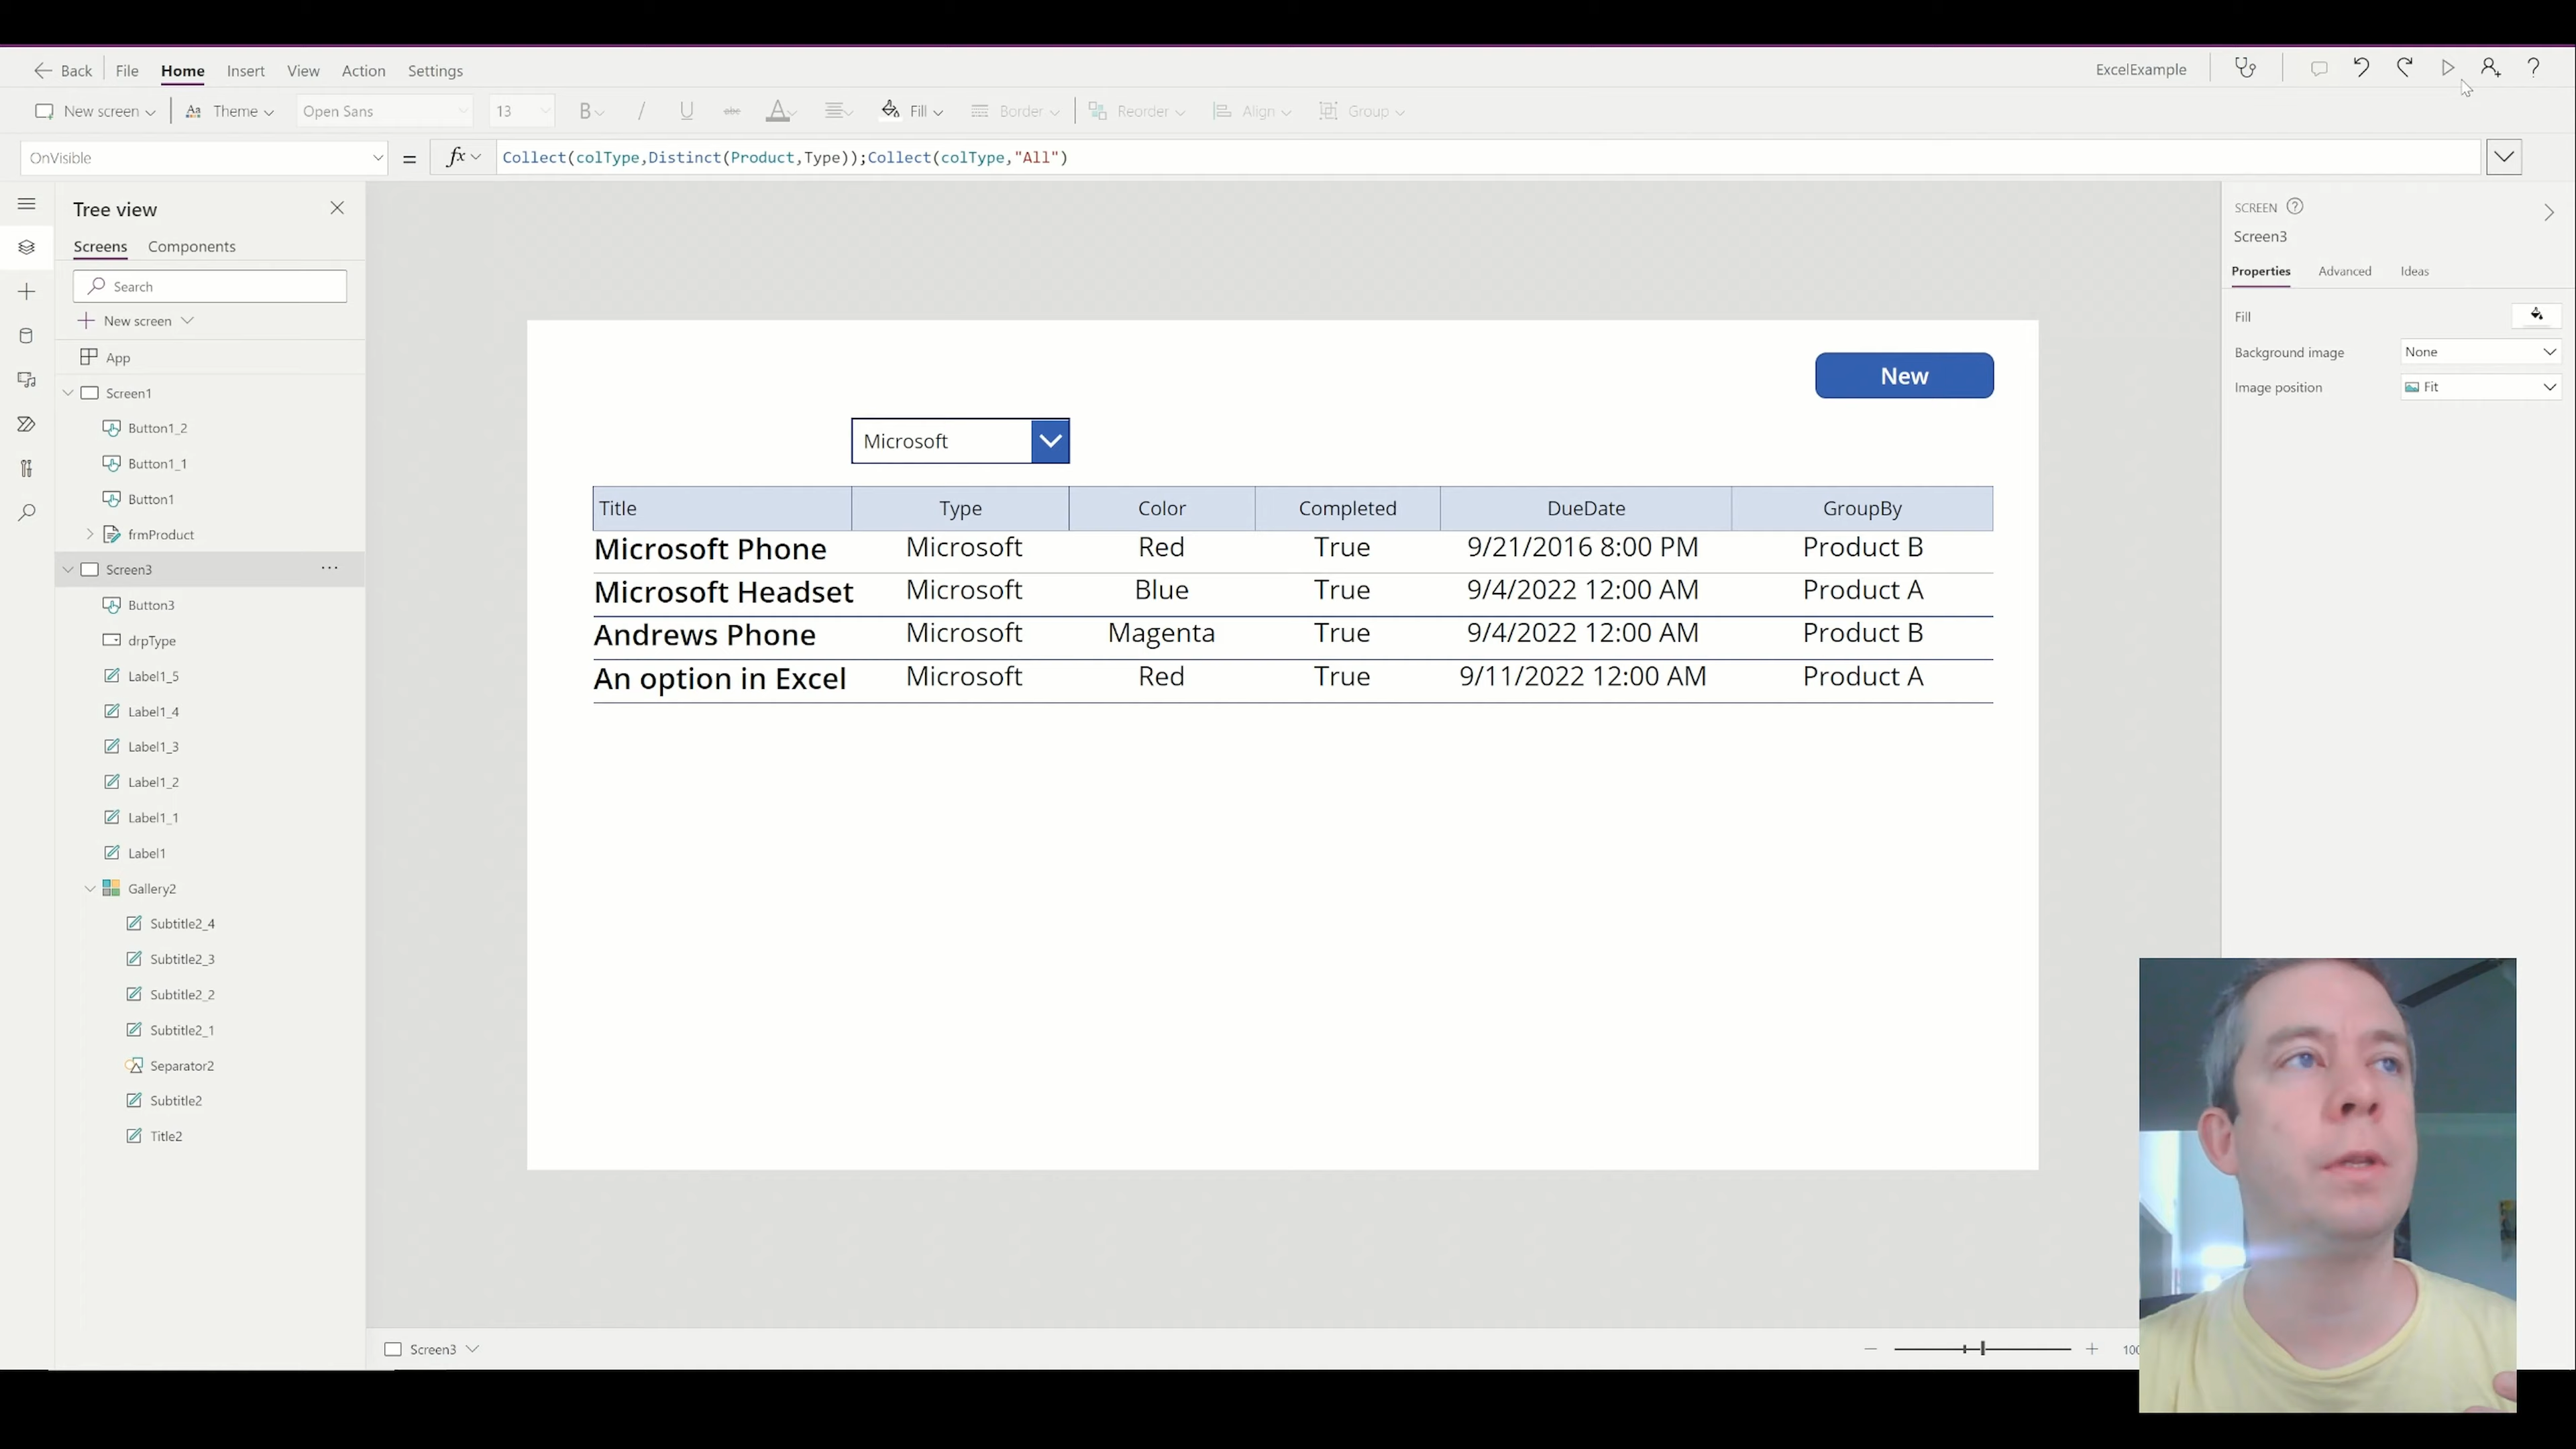 Back File Home Insert View Action Settings ExcelExample
New screen Theme Open Sans 13 B / U abc A Fill Border Reorder Align Group
OnVisible = fx Collect(colType,Distinct(Product,Type));Collect(colType,"All")
Tree view
Screens Components
Search
New screen
App
Screen1
Button1_2
Button1_1
Button1
frmProduct
Screen3 ...
Button3
drpType
Label1_5
Label1_4
Label1_3
Label1_2
Label1_1
Label1
Gallery2
Subtitle2_4
Subtitle2_3
Subtitle2_2
Subtitle2_1
Separator2
Subtitle2
Title2
New
Microsoft
Title Type Color Completed DueDate GroupBy
Microsoft Phone Microsoft Red True 9/21/2016 8:00 PM Product B
Microsoft Headset Microsoft Blue True 9/4/2022 12:00 AM Product A
Andrews Phone Microsoft Magenta True 9/4/2022 12:00 AM Product B
An option in Excel Microsoft Red True 9/11/2022 12:00 AM Product A
SCREEN
Screen3
Properties Advanced Ideas
Fill
Background image None
Image position Fit
Screen3